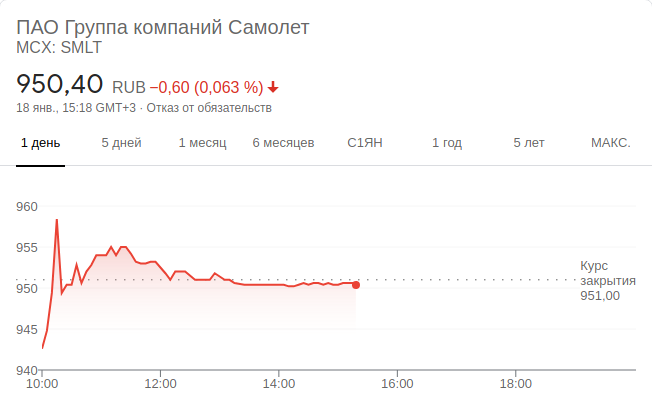 ПАО Группа компаний Самолет
MCX: SMLT
950,40 RUB −0,60 (0,063 %)
18 янв., 15:18 GMT+3 · Отказ от обязательств
1 день 5 дней 1 месяц 6 месяцев С1ЯН 1 год 5 лет МАКС.
960
955
950
945
940
Курс
закрытия
951,00
10:00 12:00 14:00 16:00 18:00